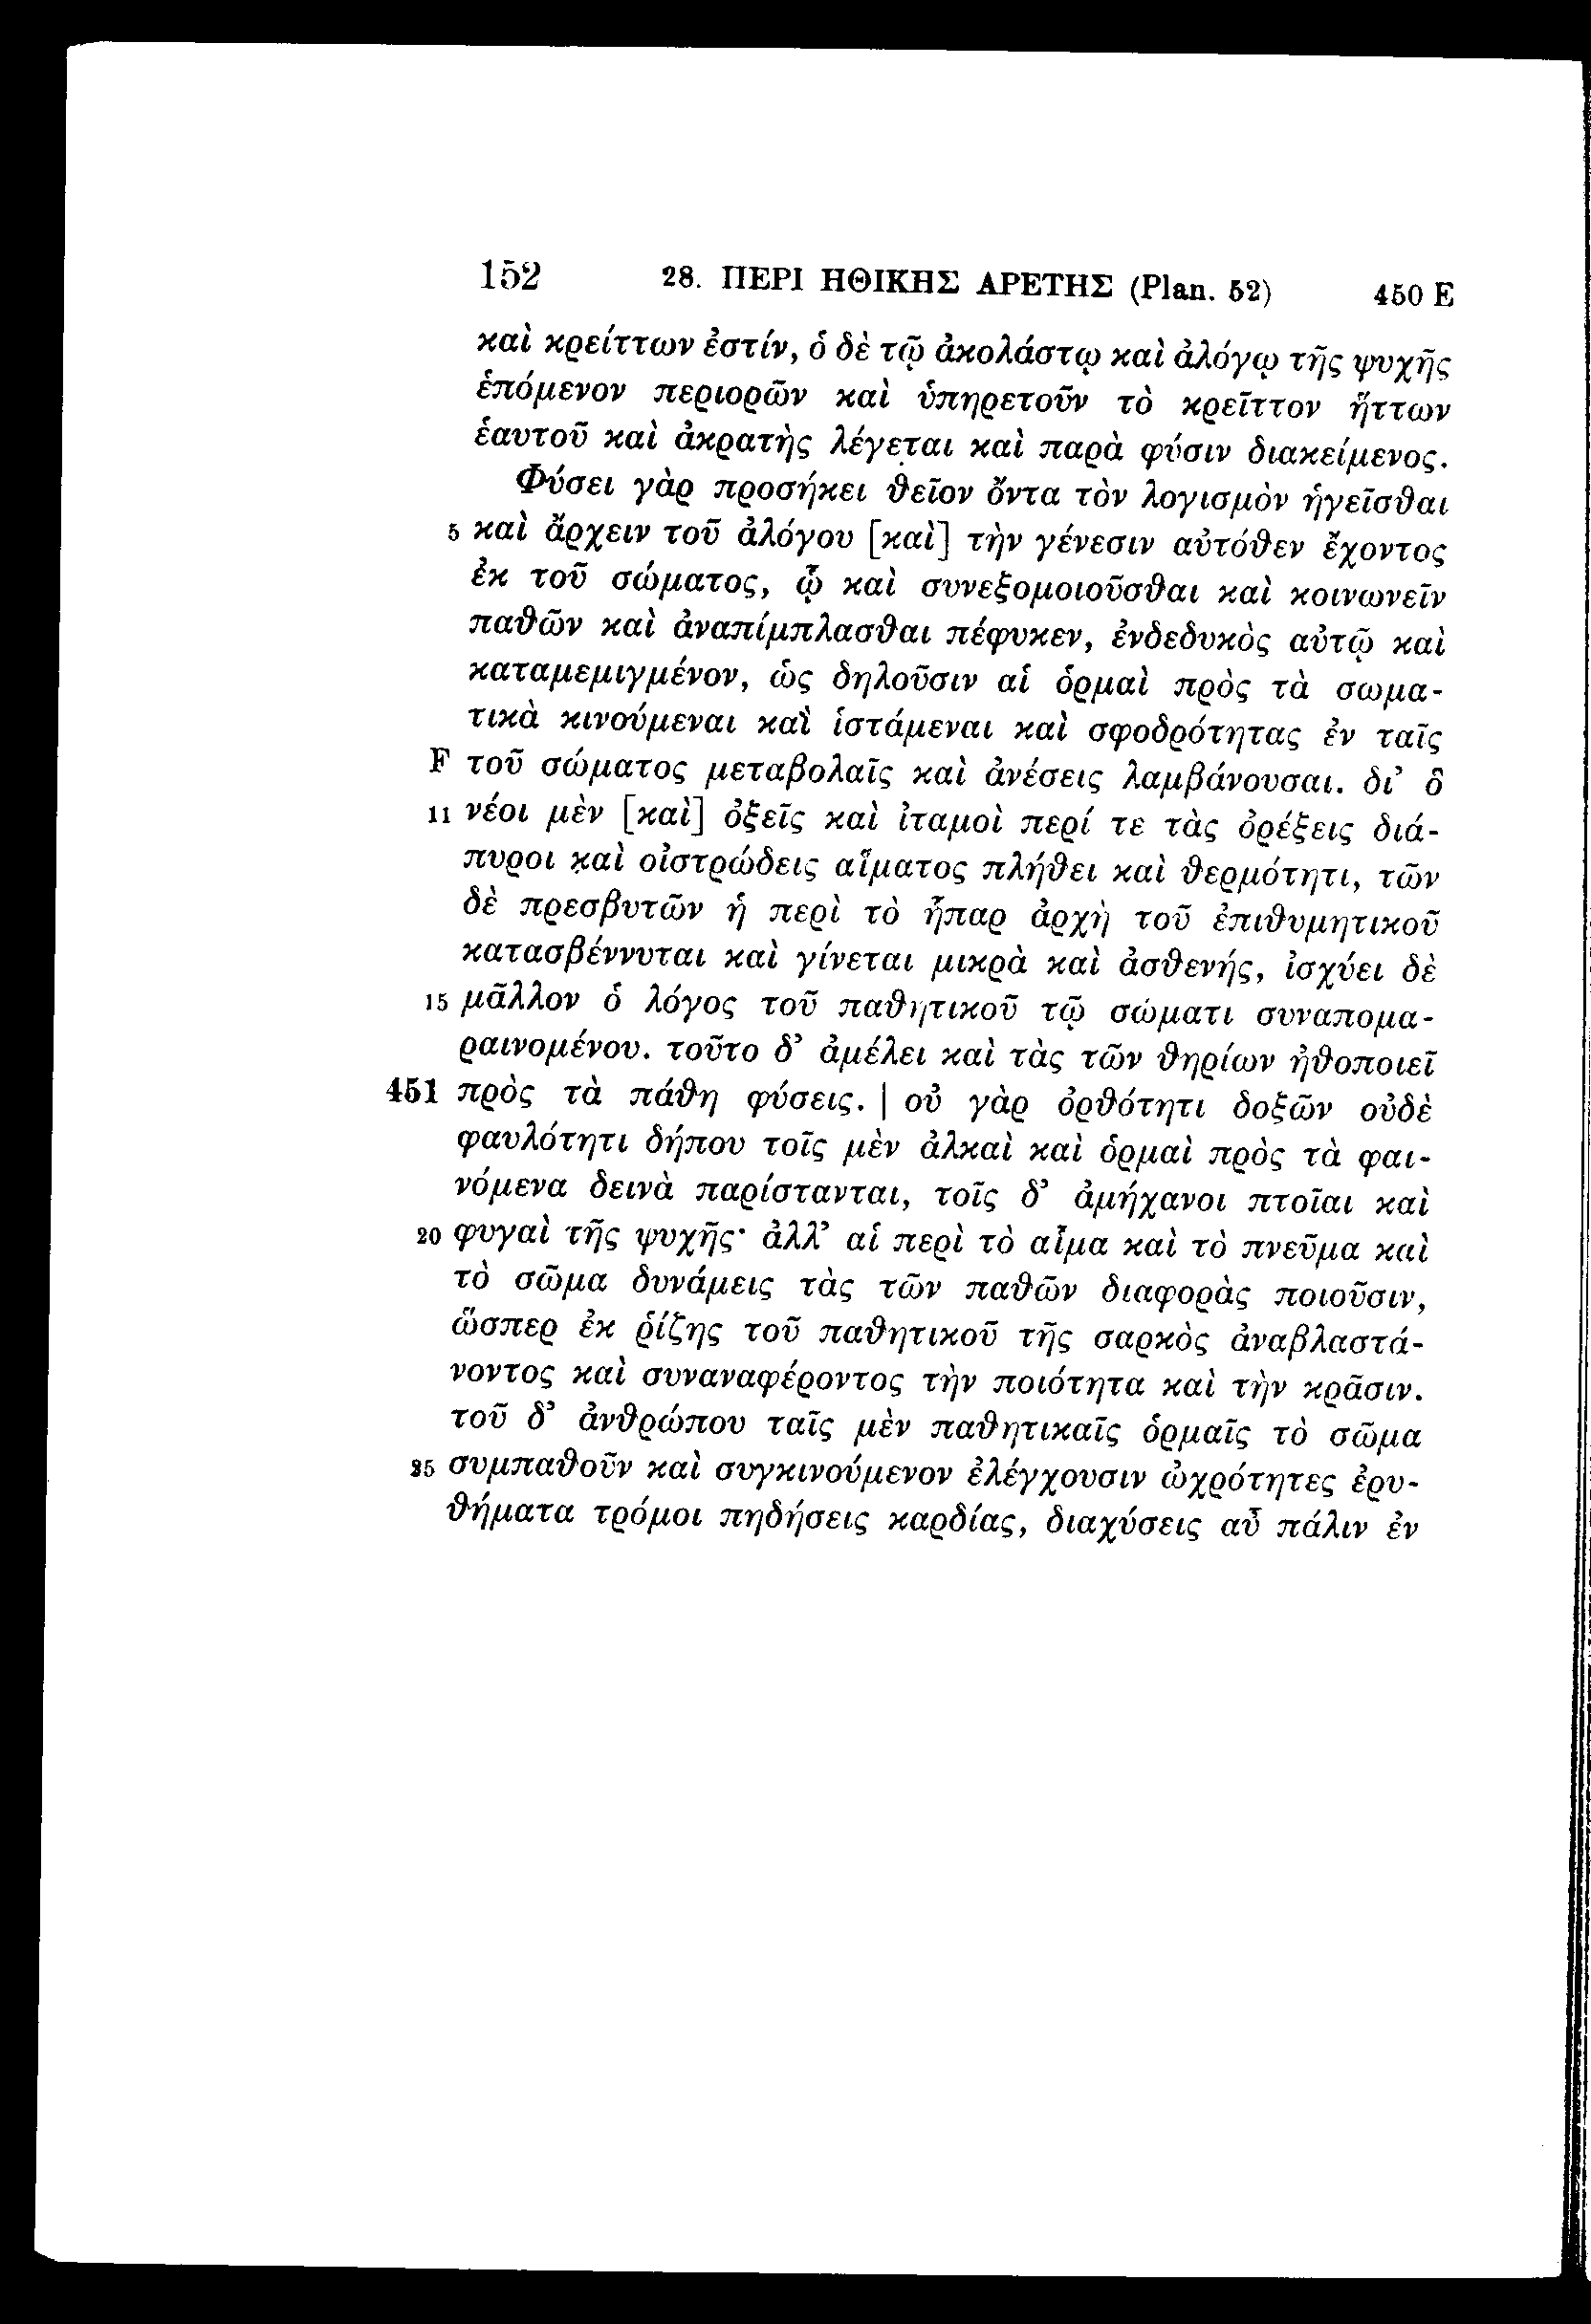 152 28. ΠΕΡΙ ΗΘΙΚΗΣ ΑΡΕΤΗΣ (Plan. 52) 450 E
καὶ κρείττων ἐστίν, ὁ δὲ τῷ ἀκολάστῳ καὶ ἀλόγῳ τῆς ψυχῆς
ἑπόμενον περιορῶν καὶ ὑπηρετοῦν τὸ κρεῖττον ἥττων
ἑαυτοῦ καὶ ἀκρατὴς λέγεται καὶ παρὰ φύσιν διακείμενος.
Φύσει γὰρ προσήκει θεῖον ὄντα τὸν λογισμὸν ἡγεῖσθαι
5 καὶ ἄρχειν τοῦ ἀλόγου [καὶ] τὴν γένεσιν αὐτόθεν ἔχοντος
ἐκ τοῦ σώματος, ᾧ καὶ συνεξομοιοῦσθαι καὶ κοινωνεῖν
παθῶν καὶ ἀναπίμπλασθαι πέφυκεν, ἐνδεδυκὸς αὐτῷ καὶ
καταμεμιγμένον, ὡς δηλοῦσιν αἱ ὁρμαὶ πρὸς τὰ σωμα-
τικὰ κινούμεναι καὶ ἱστάμεναι καὶ σφοδρότητας ἐν ταῖς
F τοῦ σώματος μεταβολαῖς καὶ ἀνέσεις λαμβάνουσαι. δι’ ὃ
11 νέοι μὲν [καὶ] ὀξεῖς καὶ ἰταμοὶ περί τε τὰς ὀρέξεις διά-
πυροι καὶ οἰστρώδεις αἵματος πλήθει καὶ θερμότητι, τῶν
δὲ πρεσβυτῶν ἡ περὶ τὸ ἧπαρ ἀρχὴ τοῦ ἐπιθυμητικοῦ
κατασβέννυται καὶ γίνεται μικρὰ καὶ ἀσθενής, ἰσχύει δὲ
15 μᾶλλον ὁ λόγος τοῦ παθητικοῦ τῷ σώματι συναπομα-
ραινομένου. τοῦτο δ’ ἀμέλει καὶ τὰς τῶν θηρίων ἠθοποιεῖ
451 πρὸς τὰ πάθη φύσεις. | οὐ γὰρ ὀρθότητι δοξῶν οὐδὲ
φαυλότητι δήπου τοῖς μὲν ἀλκαὶ καὶ ὁρμαὶ πρὸς τὰ φαι-
νόμενα δεινὰ παρίστανται, τοῖς δ’ ἀμήχανοι πτοῖαι καὶ
20 φυγαὶ τῆς ψυχῆς· ἀλλ’ αἱ περὶ τὸ αἷμα καὶ τὸ πνεῦμα καὶ
τὸ σῶμα δυνάμεις τὰς τῶν παθῶν διαφορὰς ποιοῦσιν,
ὥσπερ ἐκ ῥίζης τοῦ παθητικοῦ τῆς σαρκὸς ἀναβλαστά-
νοντος καὶ συναναφέροντος τὴν ποιότητα καὶ τὴν κρᾶσιν.
τοῦ δ’ ἀνθρώπου ταῖς μὲν παθητικαῖς ὁρμαῖς τὸ σῶμα
25 συμπαθοῦν καὶ συγκινούμενον ἐλέγχουσιν ὠχρότητες ἐρυ-
θήματα τρόμοι πηδήσεις καρδίας, διαχύσεις αὖ πάλιν ἐν